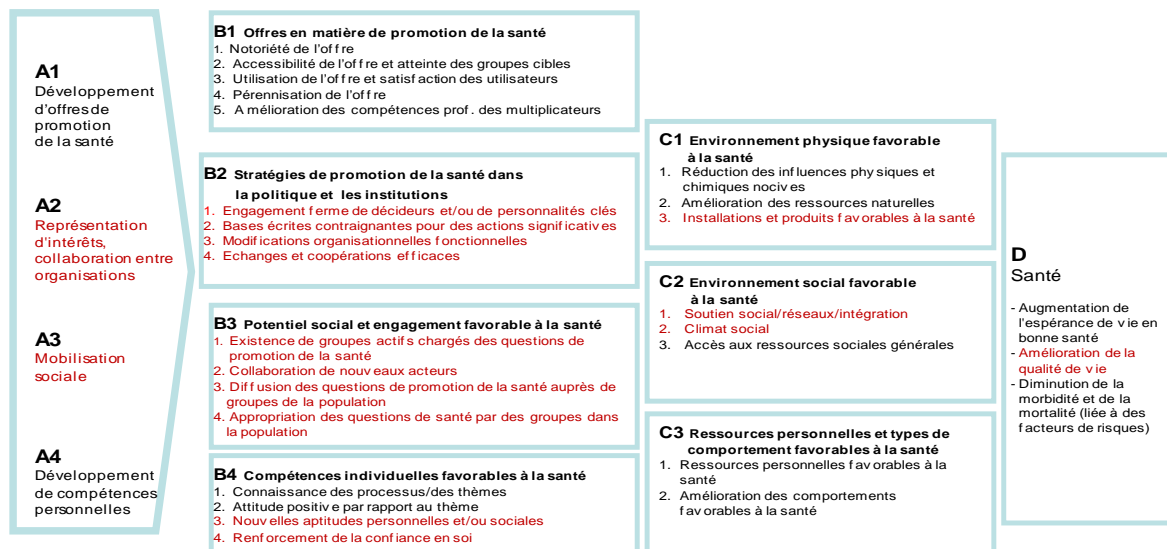 A1
Développement
d'offres de
promotion
de la santé
A2
Représentation
d'intérêts,
collaboration entre
organisations
A3
Mobilisation
sociale
A4
Développement
de compétences
personnelles
B1 Offres en matière de promotion de la santé
1. Notoriété de l'offre
2. Accessibilité de l'offre et atteinte des groupes cibles
3. Utilisation de l'offre et satisfaction des utilisateurs
4. Pérennisation de l'offre
5. Amélioration des compétences prof. des multiplicateurs
B2 Stratégies de promotion de la santé dans
la politique et les institutions
1. Engagement ferme de décideurs et/ou de personnalités clés
2. Bases écrites contraignantes pour des actions significatives
3. Modifications organisationnelles fonctionnelles
4. Echanges et coopérations efficaces
B3 Potentiel social et engagement favorable à la santé
1. Existence de groupes actifs chargés des questions de
promotion de la santé
2. Collaboration de nouveaux acteurs
3. Diffusion des questions de promotion de la santé auprès de
groupes de la population
4. Appropriation des questions de santé par des groupes dans
la population
B4 Compétences individuelles favorables à la santé
1. Connaissance des processus/des thèmes
2. Attitude positive par rapport au thème
3. Nouvelles aptitudes personnelles et/ou sociales
4. Renforcement de la confiance en soi
C1 Environnement physique favorable
à la santé
1. Réduction des influences physiques et
chimiques nocives
2. Amélioration des ressources naturelles
3. Installations et produits favorables à la santé
C2 Environnement social favorable
à la santé
1. Soutien social/réseaux/intégration
2. Climat social
3. Accès aux ressources sociales générales
C3 Ressources personnelles et types de
comportement favorables à la santé
1. Ressources personnelles favorables à la
santé
2. Amélioration des comportements
favorables à la santé
D
Santé
- Augmentation de
l'espérance de vie en
bonne santé
- Amélioration de la
qualité de vie
- Diminution de la
morbidité et de la
mortalité (liée à des
facteurs de risques)